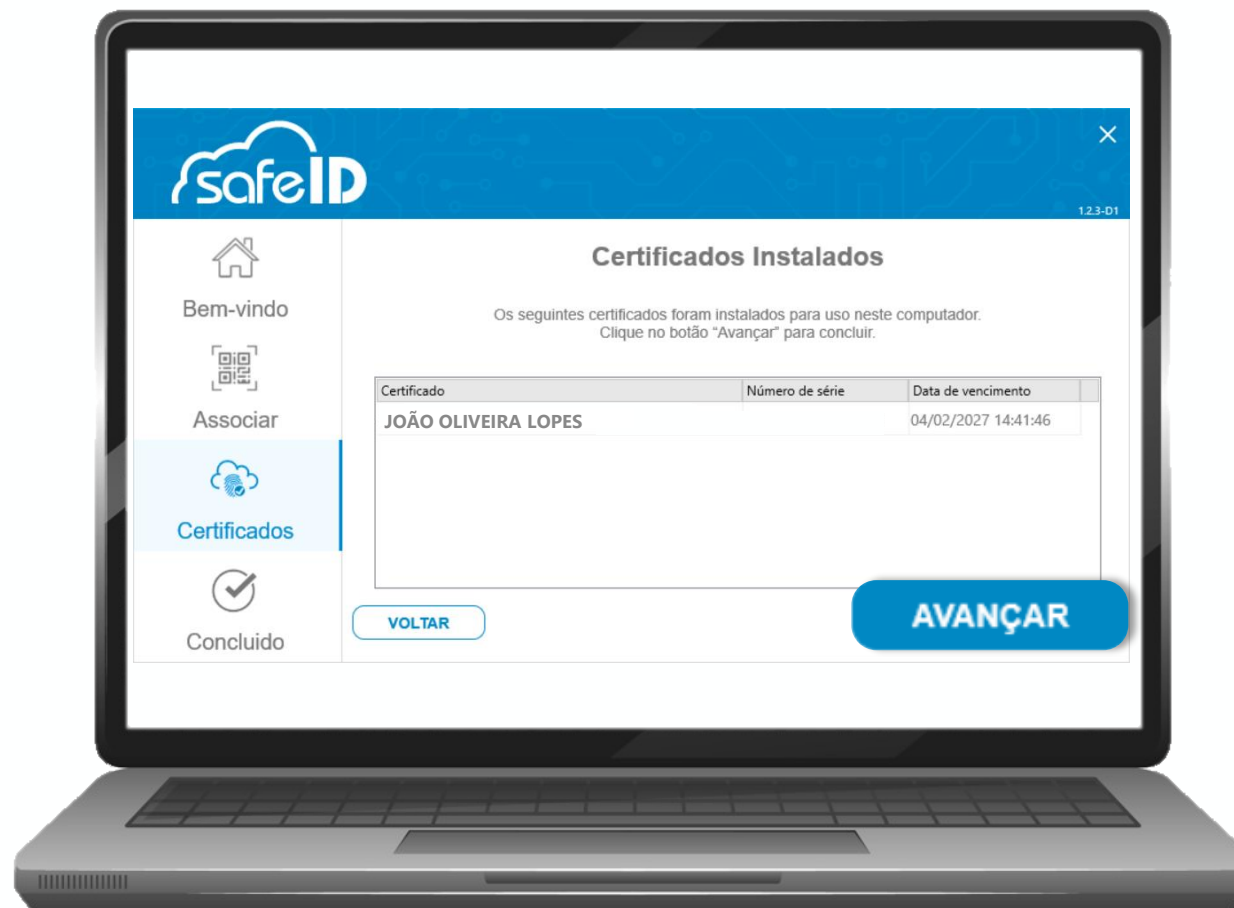 safeID
1.2.3-D1
Bem-vindo
Associar
Certificados
Concluido
Certificados Instalados
Os seguintes certificados foram instalados para uso neste computador.
Clique no botão "Avançar" para concluir.
Certificado Número de série Data de vencimento
JOÃO OLIVEIRA LOPES 04/02/2027 14:41:46
VOLTAR
AVANÇAR